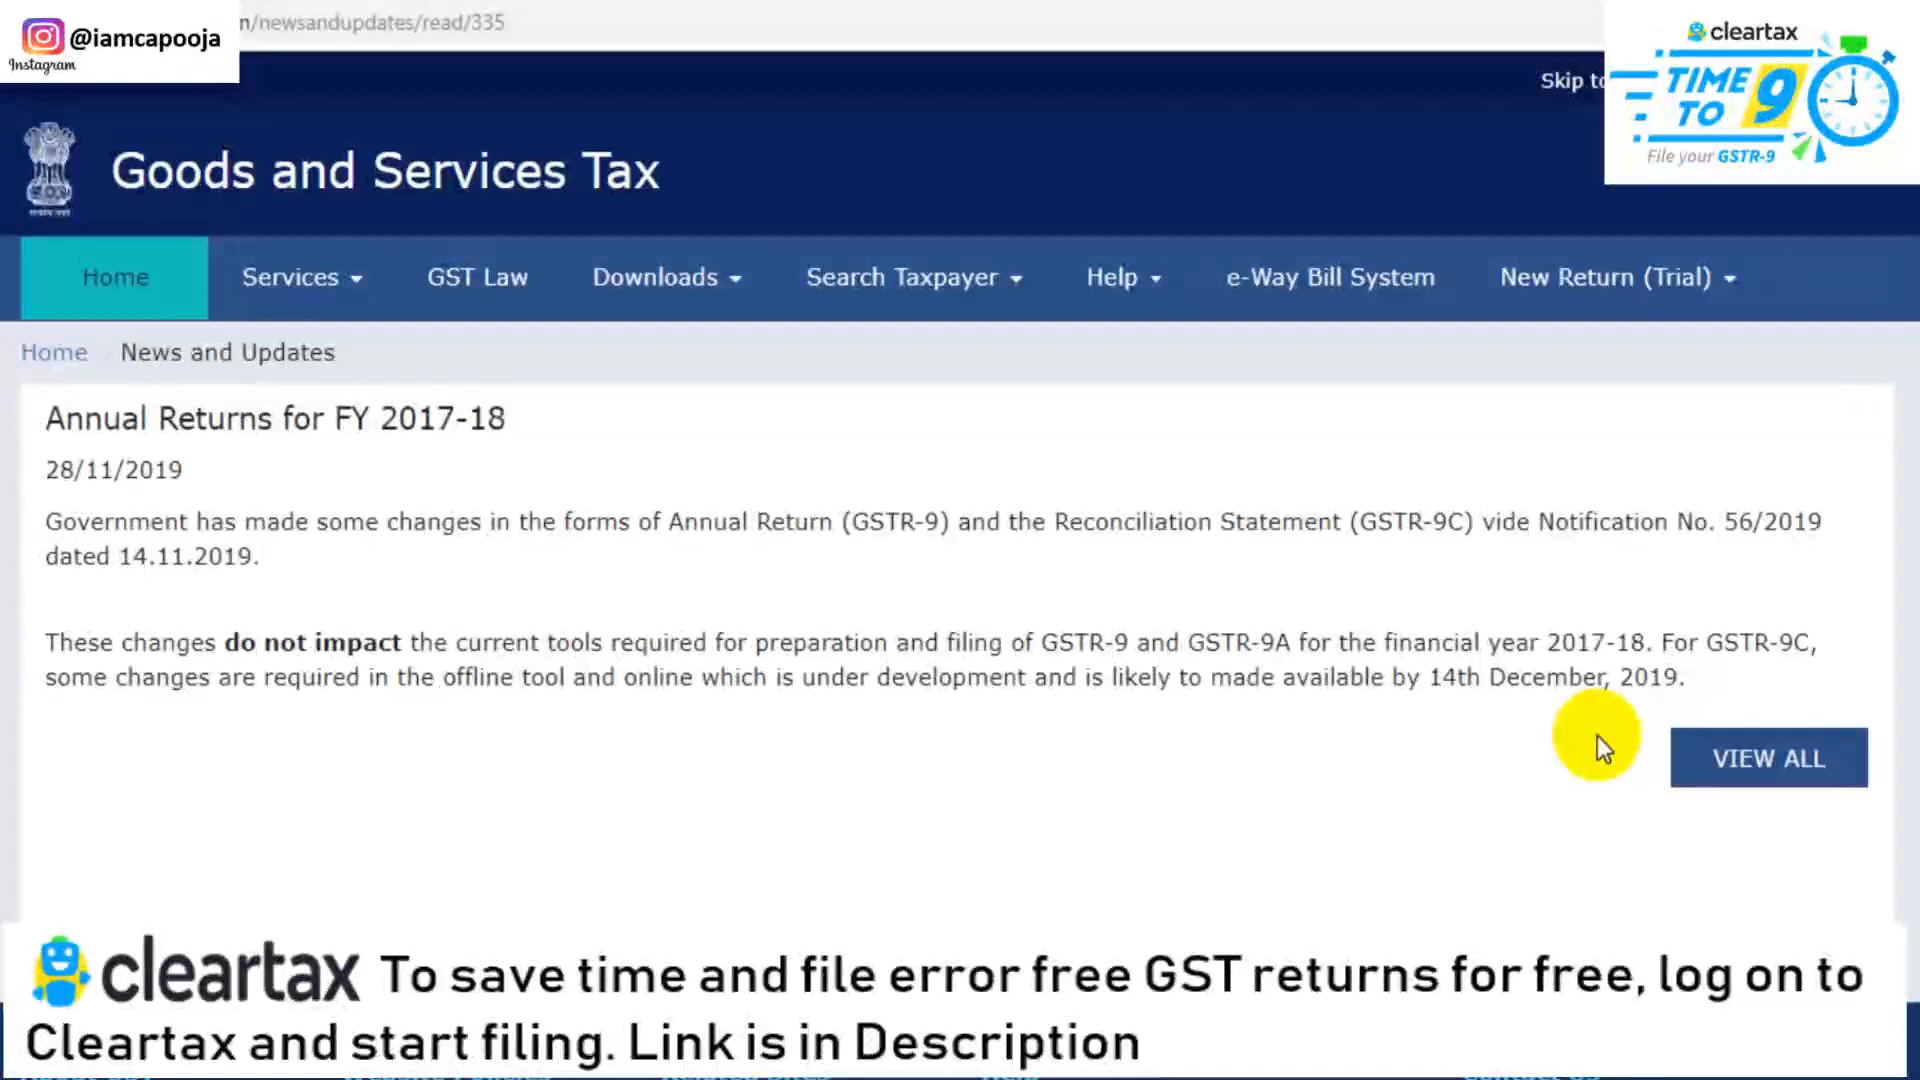 @iamcapooja
Instagram
n/newsandupdates/read/335
cleartax
TIME
TO 9
File your GSTR-9
Skip to
Goods and Services Tax
Home Services GST Law Downloads Search Taxpayer Help e-Way Bill System New Return (Trial)
Home News and Updates
Annual Returns for FY 2017-18
28/11/2019
Government has made some changes in the forms of Annual Return (GSTR-9) and the Reconciliation Statement (GSTR-9C) vide Notification No. 56/2019
dated 14.11.2019.
These changes do not impact the current tools required for preparation and filing of GSTR-9 and GSTR-9A for the financial year 2017-18. For GSTR-9C,
some changes are required in the offline tool and online which is under development and is likely to made available by 14th December, 2019.
VIEW ALL
cleartax To save time and file error free GST returns for free, log on to
Cleartax and start filing. Link is in Description